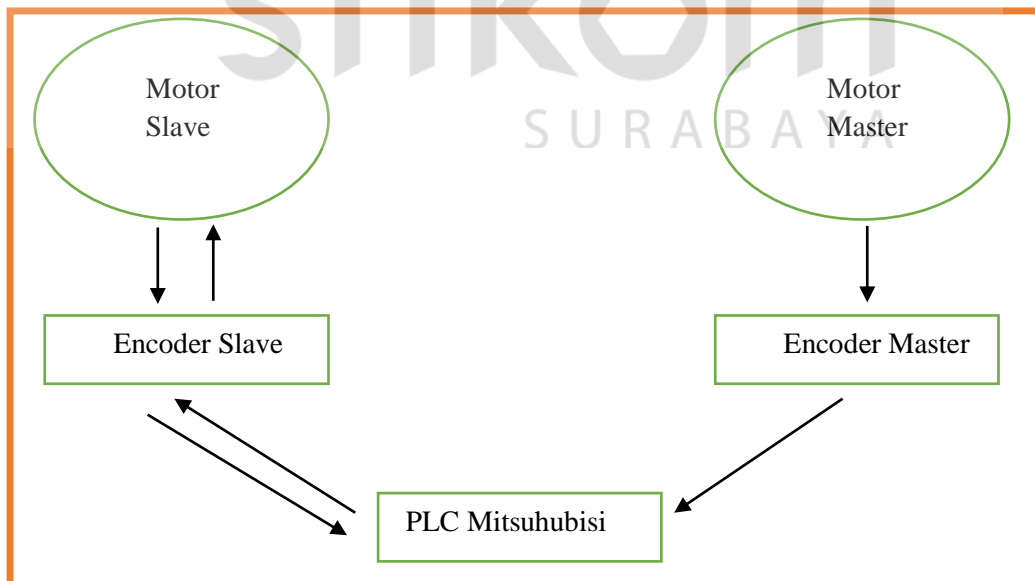 SURABAYA
Motor
Slave
Motor
Master
Encoder Slave
Encoder Master
PLC Mitsuhubisi